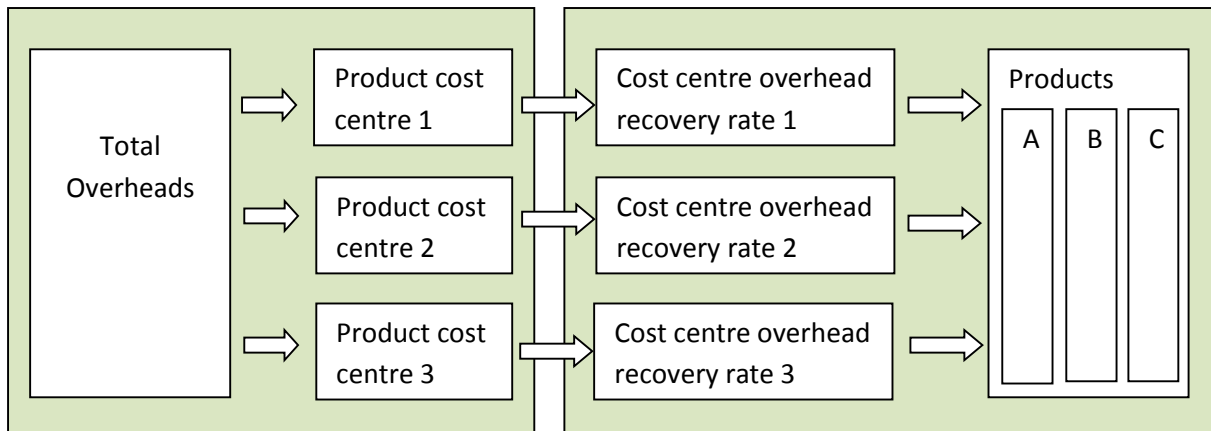 Total
Overheads
Product cost
centre 1
Cost centre overhead
recovery rate 1
Product cost
centre 2
Cost centre overhead
recovery rate 2
Product cost
centre 3
Cost centre overhead
recovery rate 3
Products
A B C